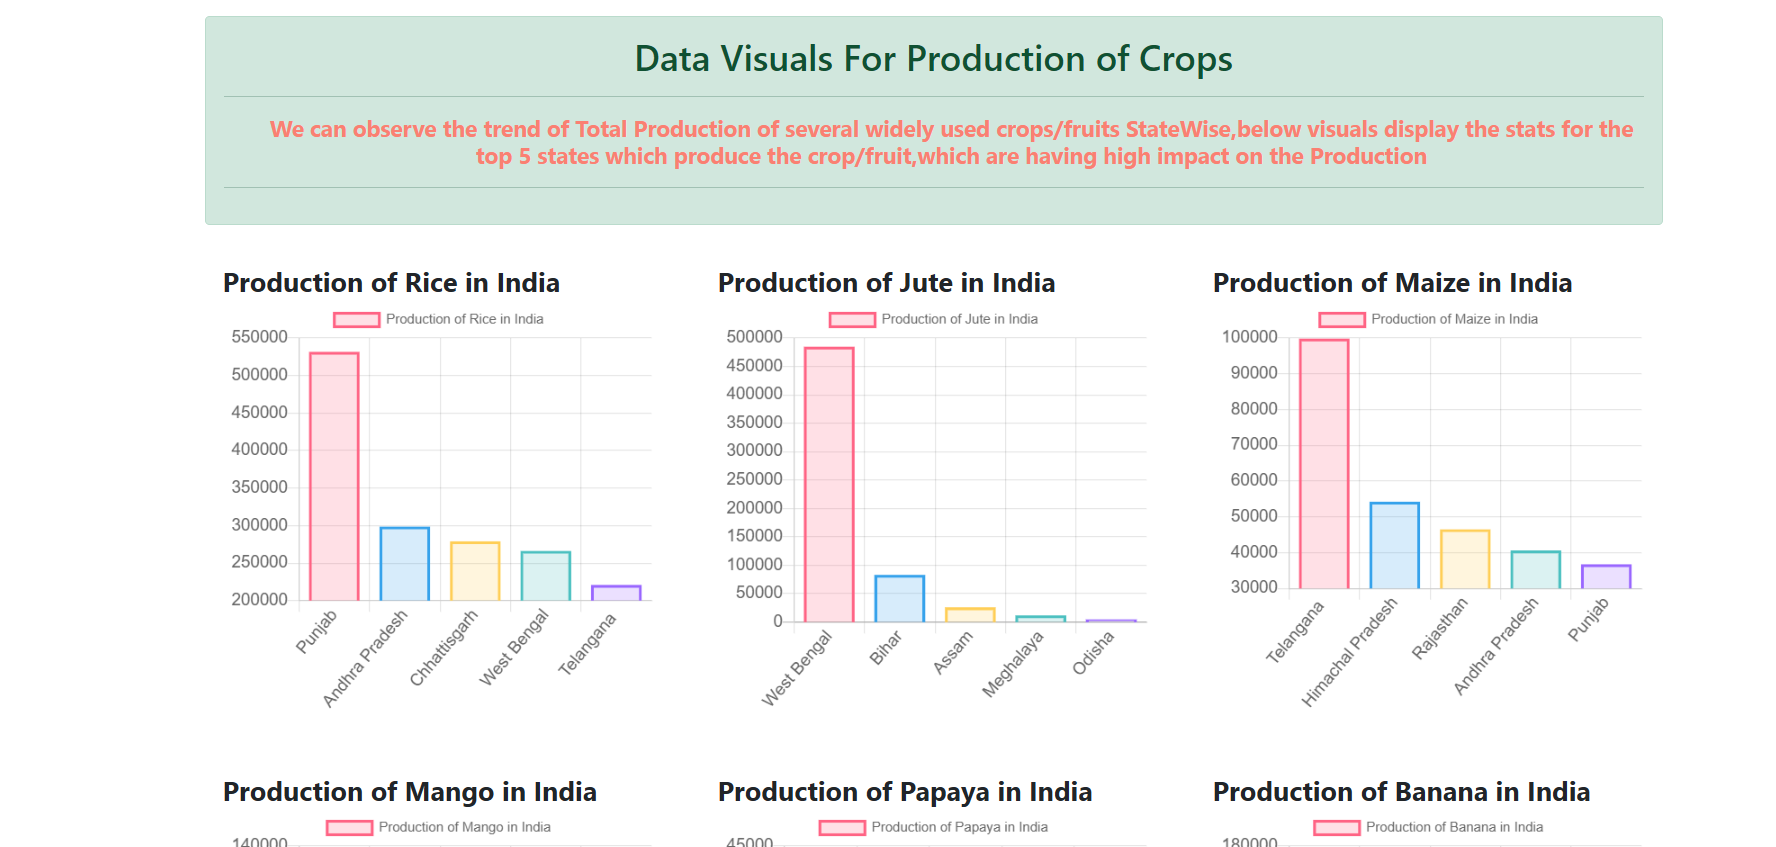 Data Visuals For Production of Crops
We can observe the trend of Total Production of several widely used crops/fruits StateWise,below visuals display the stats for the
top 5 states which produce the crop/fruit,which are having high impact on the Production
Production of Rice in India
Production of Rice in India
550000
500000
450000
400000
350000
300000
250000
200000
Punjab
Andhra Pradesh
Chhattisgarh
West Bengal
Telangana
Production of Jute in India
Production of Jute in India
500000
450000
400000
350000
300000
250000
200000
150000
100000
50000
0
West Bengal
Bihar
Assam
Meghalaya
Odisha
Production of Maize in India
Production of Maize in India
100000
90000
80000
70000
60000
50000
40000
30000
Telangana
Himachal Pradesh
Rajasthan
Andhra Pradesh
Punjab
Production of Mango in India
Production of Mango in India
140000
Production of Papaya in India
Production of Papaya in India
45000
Production of Banana in India
Production of Banana in India
180000